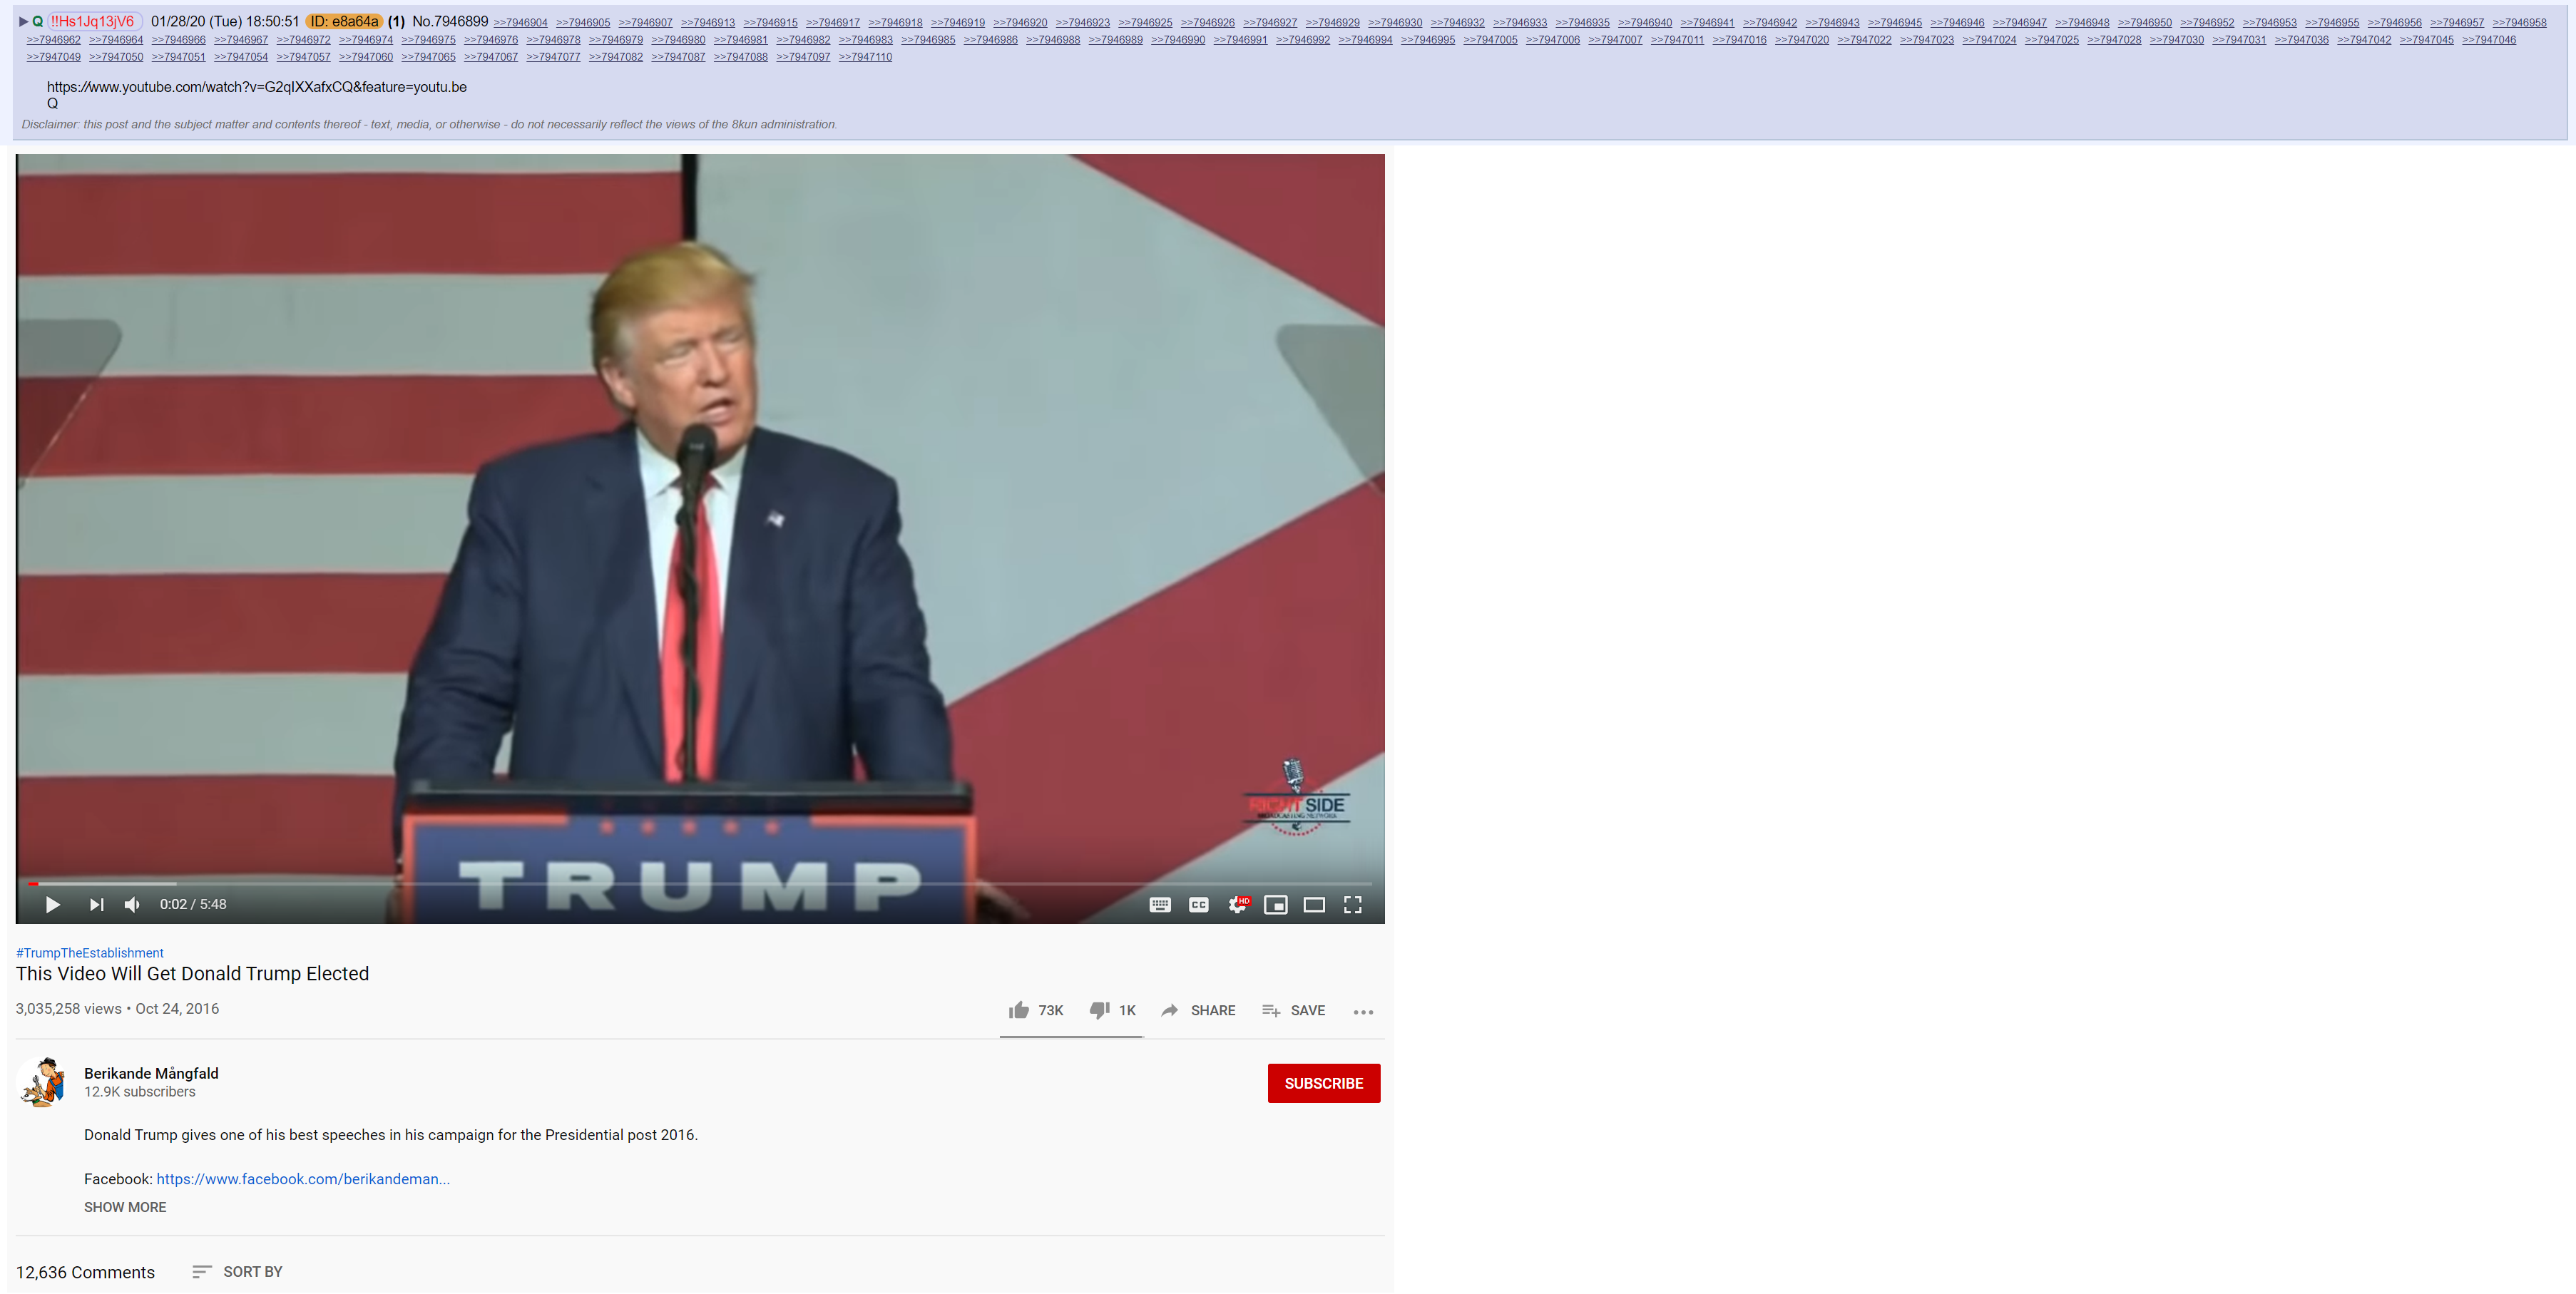 ▶ Q !!Hs1Jq13jV6 01/28/20 (Tue) 18:50:51 ID: e8a64a (1) No.7946899 >>7946904 >>7946905 >>7946907 >>7946913 >>7946915 >>7946917 >>7946918 >>7946919 >>7946920 >>7946923 >>7946925 >>7946926 >>7946927 >>7946929 >>7946930 >>7946932 >>7946933 >>7946935 >>7946940 >>7946941 >>7946942 >>7946943 >>7946945 >>7946946 >>7946947 >>7946948 >>7946950 >>7946952 >>7946953 >>7946955 >>7946956 >>7946957 >>7946958
>>7946962 >>7946964 >>7946966 >>7946967 >>7946972 >>7946974 >>7946975 >>7946976 >>7946978 >>7946979 >>7946980 >>7946981 >>7946982 >>7946983 >>7946985 >>7946986 >>7946988 >>7946989 >>7946990 >>7946991 >>7946992 >>7946994 >>7946995 >>7947005 >>7947006 >>7947007 >>7947011 >>7947016 >>7947020 >>7947022 >>7947023 >>7947024 >>7947025 >>7947028 >>7947030 >>7947031 >>7947036 >>7947042 >>7947045 >>7947046
>>7947049 >>7947050 >>7947051 >>7947054 >>7947057 >>7947060 >>7947065 >>7947067 >>7947077 >>7947082 >>7947087 >>7947088 >>7947097 >>7947110
https://www.youtube.com/watch?v=G2qIXXafxCQ&feature=youtu.be
Q
Disclaimer: this post and the subject matter and contents thereof - text, media, or otherwise - do not necessarily reflect the views of the 8kun administration.
RIGHT SIDE
BROADCASTING NETWORK
TRUMP
0:02 / 5:48
CC
HD
#TrumpTheEstablishment
This Video Will Get Donald Trump Elected
3,035,258 views • Oct 24, 2016
73K 1K SHARE SAVE
Berikande Mångfald
12.9K subscribers
SUBSCRIBE
Donald Trump gives one of his best speeches in his campaign for the Presidential post 2016.
Facebook: https://www.facebook.com/berikandeman...
SHOW MORE
12,636 Comments SORT BY